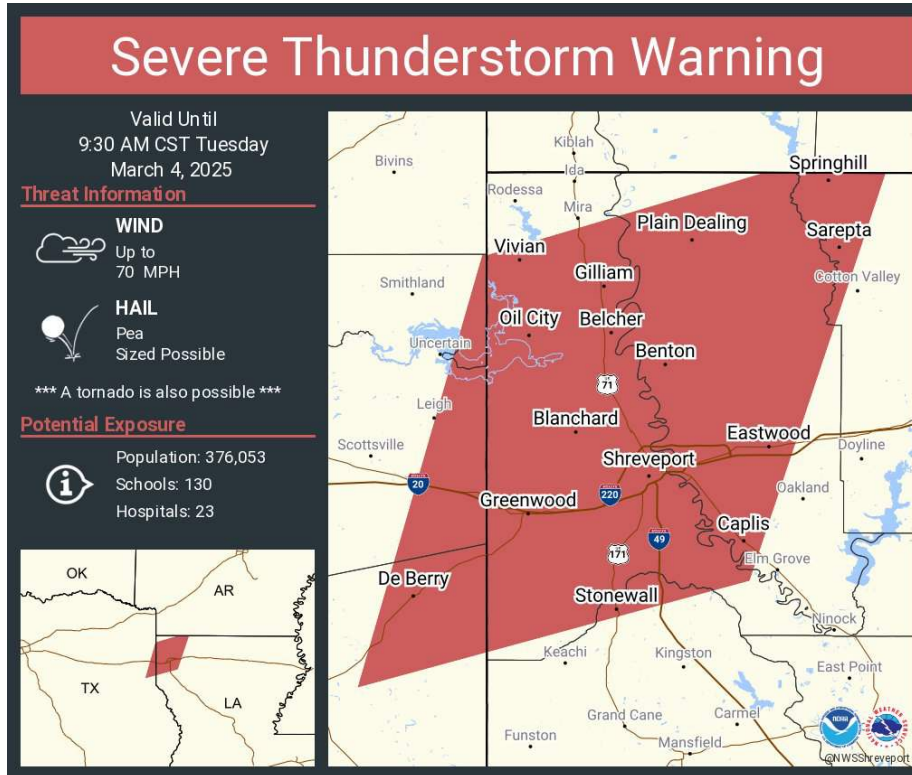 Severe Thunderstorm Warning
Valid Until
9:30 AM CST Tuesday
March 4, 2025
Threat Information
WIND
Up to
70 MPH
HAIL
Pea
Sized Possible
*** A tornado is also possible ***
Potential Exposure
Population: 376,053
Schools: 130
Hospitals: 23
OK
AR
TX
LA
Kiblah
Bivins
Ida
Springhill
Rodessa
Mira
Plain Dealing
Sarepta
Vivian
Gilliam
Cotton Valley
Smithland
Oil City
Belcher
Uncertain
Benton
71
Leigh
Blanchard
Eastwood
Scottsville
Doyline
Shreveport
20
220
Oakland
Greenwood
Caplis
49
171
Elm Grove
De Berry
Stonewall
Ninock
Keachi
Kingston
East Point
Grand Cane
Carmel
Funston
Mansfield
NOAA
NATIONAL WEATHER SERVICE
@NWSShreveport